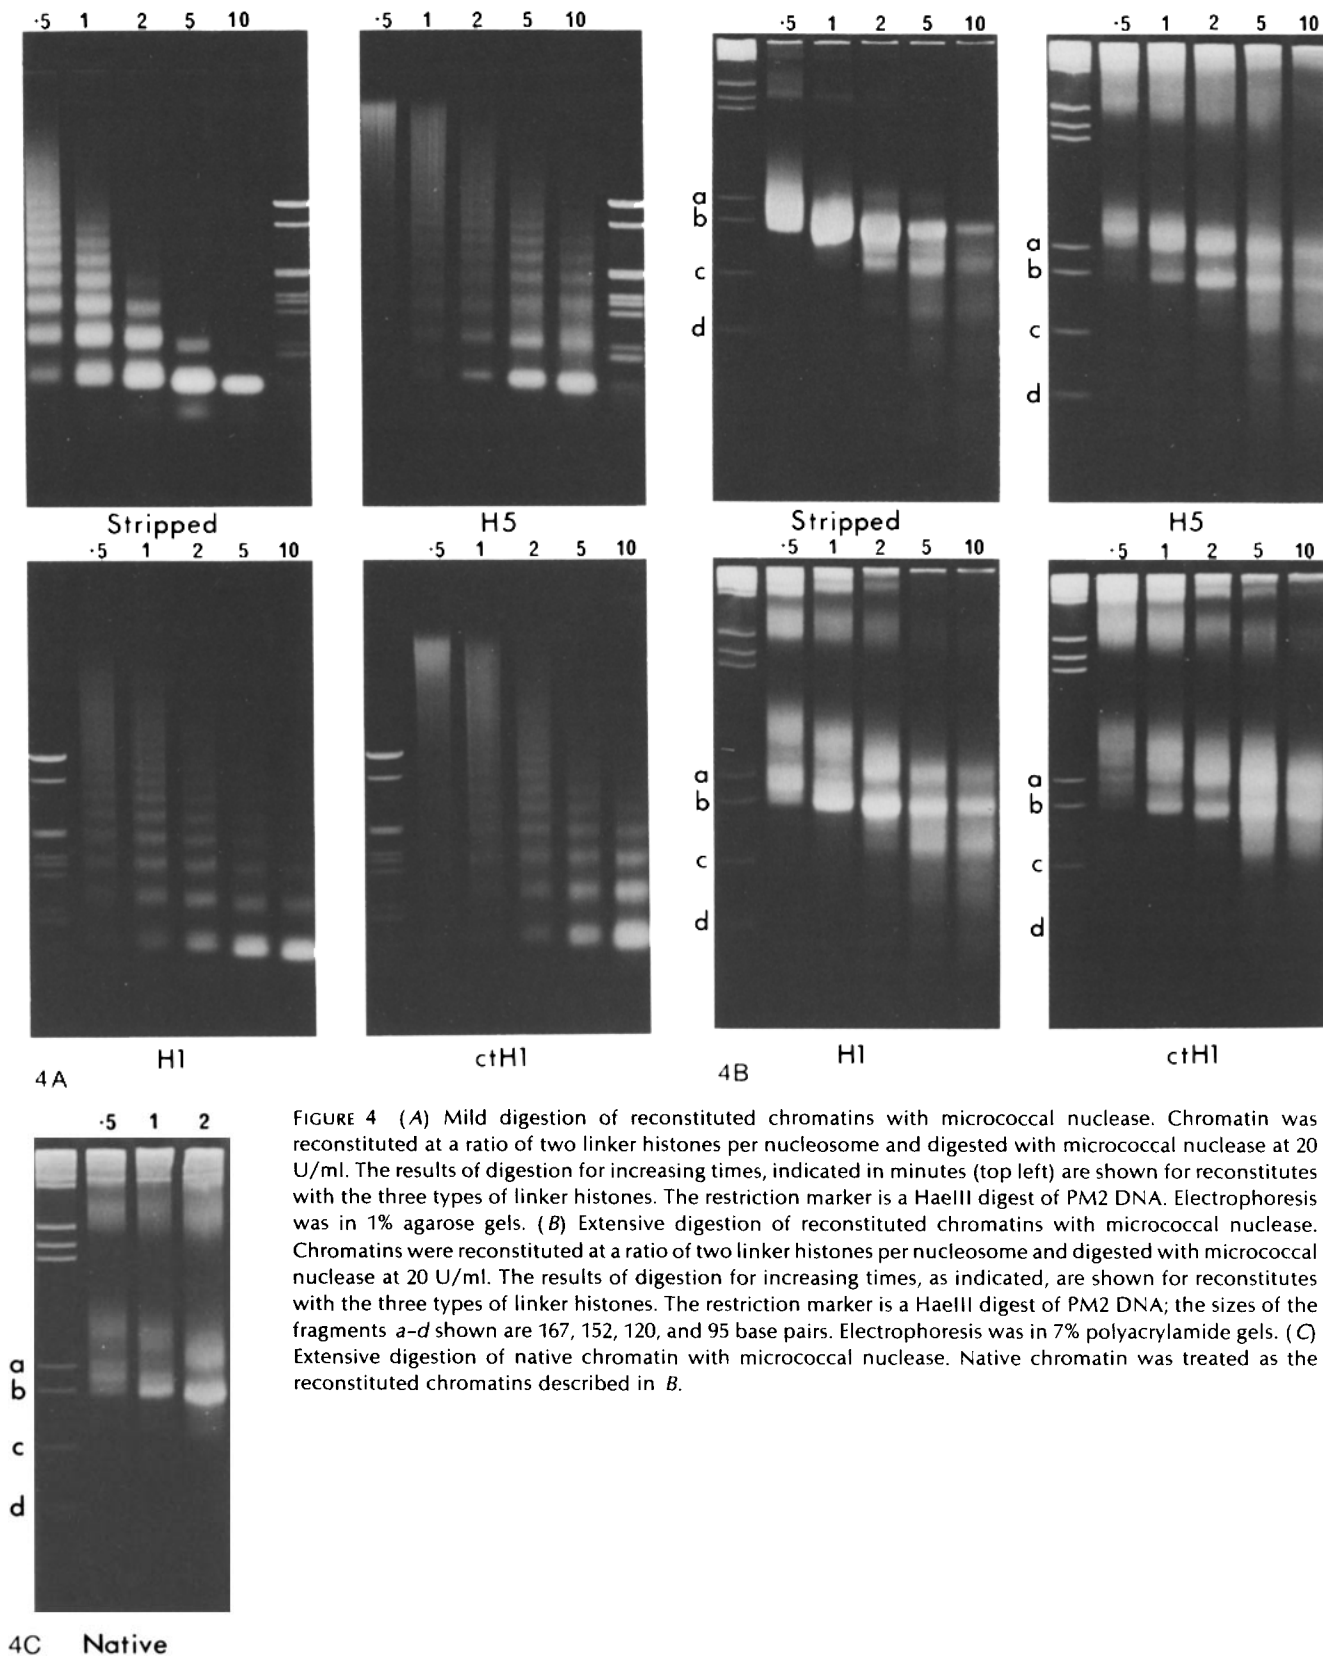 ·5 1 2 5 10
·5 1 2 5 10
·5 1 2 5 10
·5 1 2 5 10
a
b
c
d
a
b
c
d
Stripped
H5
Stripped
H5
·5 1 2 5 10
·5 1 2 5 10
·5 1 2 5 10
·5 1 2 5 10
a
b
c
d
a
b
c
d
H1
ctH1
H1
ctH1
4A
4B
·5 1 2
a
b
c
d
4C Native
FIGURE 4 (A) Mild digestion of reconstituted chromatins with micrococcal nuclease. Chromatin was
reconstituted at a ratio of two linker histones per nucleosome and digested with micrococcal nuclease at 20
U/ml. The results of digestion for increasing times, indicated in minutes (top left) are shown for reconstitutes
with the three types of linker histones. The restriction marker is a HaeIII digest of PM2 DNA. Electrophoresis
was in 1% agarose gels. (B) Extensive digestion of reconstituted chromatins with micrococcal nuclease.
Chromatins were reconstituted at a ratio of two linker histones per nucleosome and digested with micrococcal
nuclease at 20 U/ml. The results of digestion for increasing times, as indicated, are shown for reconstitutes
with the three types of linker histones. The restriction marker is a HaeIII digest of PM2 DNA; the sizes of the
fragments a–d shown are 167, 152, 120, and 95 base pairs. Electrophoresis was in 7% polyacrylamide gels. (C)
Extensive digestion of native chromatin with micrococcal nuclease. Native chromatin was treated as the
reconstituted chromatins described in B.